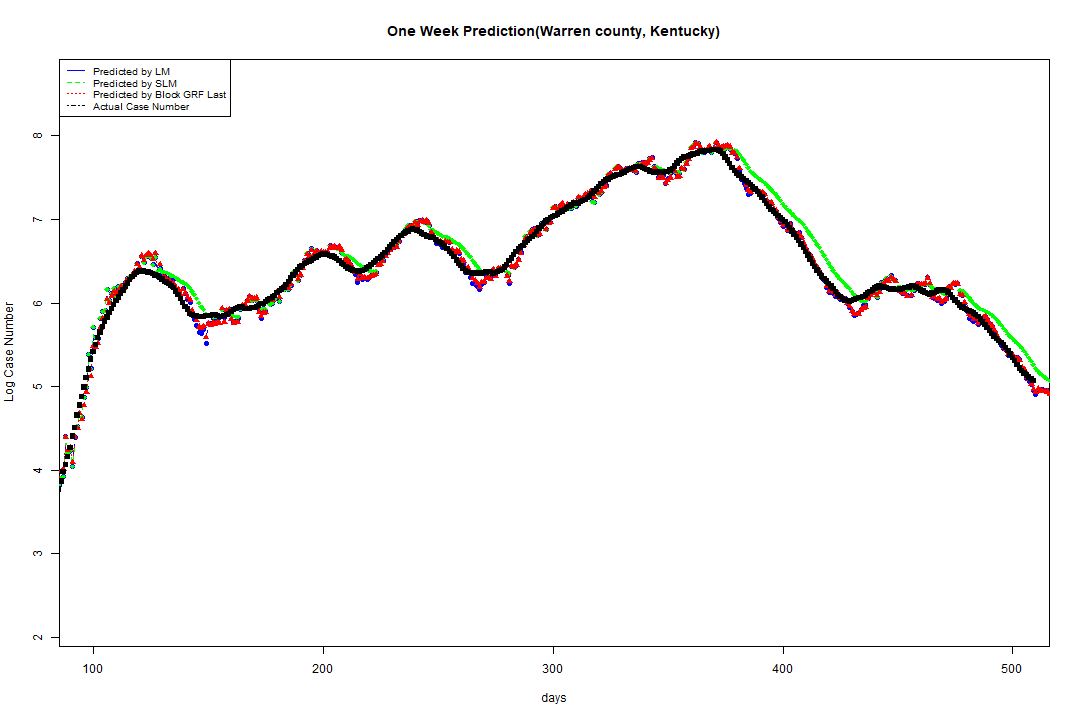 One Week Prediction(Warren county, Kentucky)
Predicted by LM
Predicted by SLM
Predicted by Block GRF Last
Actual Case Number
8
7
6
5
4
3
2
Log Case Number
100 200 300 400 500
days